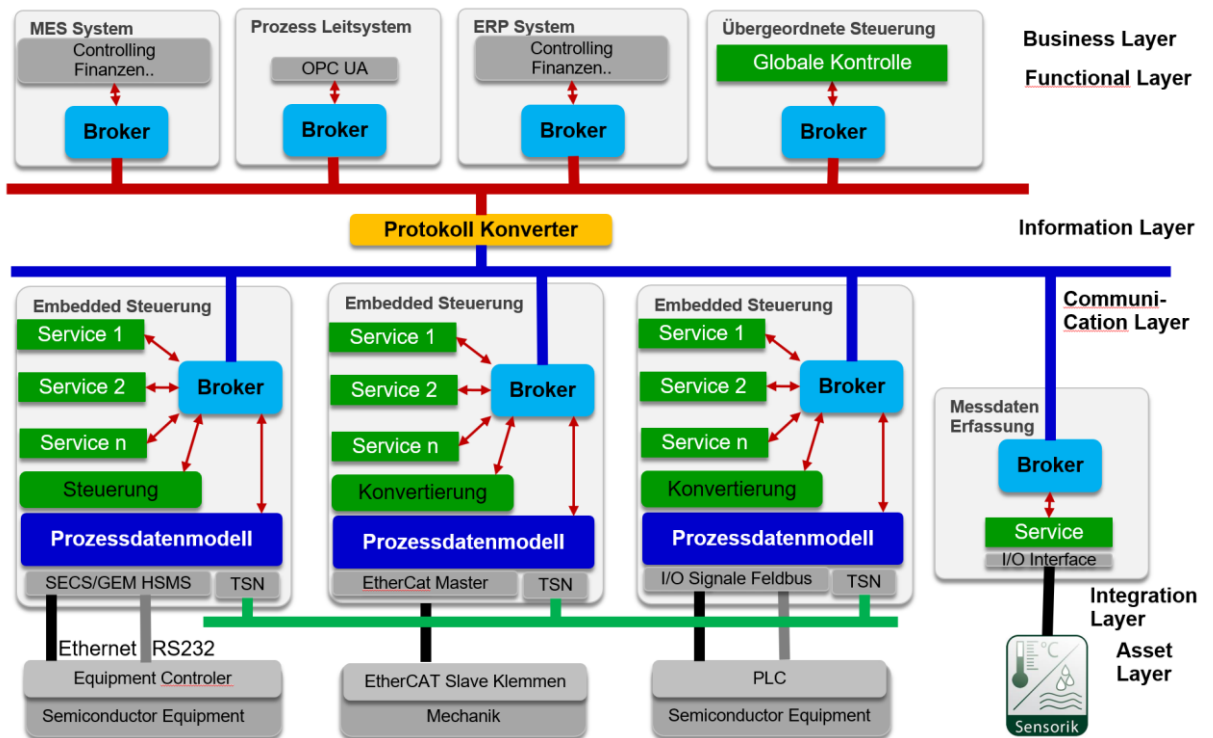 MES System
Controlling
Finanzen..
Broker
Prozess Leitsystem
OPC UA
Broker
ERP System
Controlling
Finanzen..
Broker
Übergeordnete Steuerung
Globale Kontrolle
Broker
Business Layer
Functional Layer
Protokoll Konverter
Information Layer
Embedded Steuerung
Service 1
Service 2
Service n
Broker
Steuerung
Prozessdatenmodell
SECS/GEM HSMS
TSN
Embedded Steuerung
Service 1
Service 2
Service n
Broker
Konvertierung
Prozessdatenmodell
EtherCat Master
TSN
Embedded Steuerung
Service 1
Service 2
Service n
Broker
Konvertierung
Prozessdatenmodell
I/O Signale Feldbus
TSN
Communi-
Cation Layer
Messdaten
Erfassung
Broker
Service
I/O Interface
Integration
Layer
Ethernet
RS232
Equipment Controler
Semiconductor Equipment
EtherCAT Slave Klemmen
Mechanik
PLC
Semiconductor Equipment
°C
Sensorik
Asset
Layer